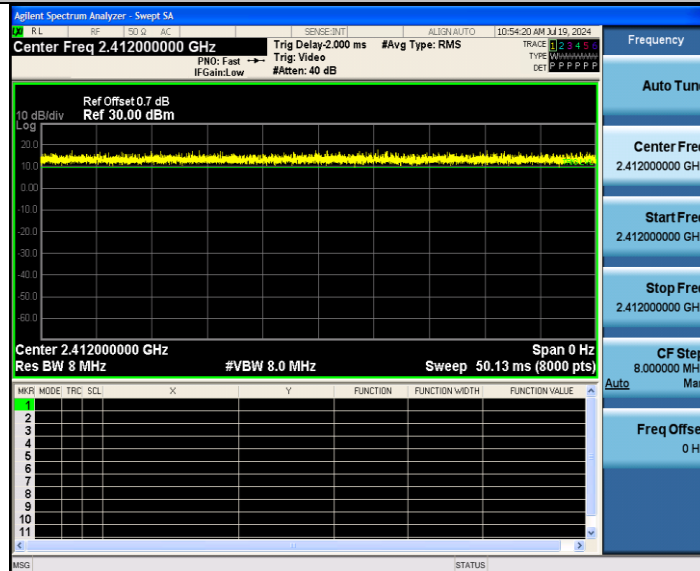 Agilent Spectrum Analyzer - Swept SA
RL RF 50 Ω AC SENSE:INT ALIGN AUTO 10:54:20 AM Jul 19, 2024
Center Freq 2.412000000 GHz
PNO: Fast
IFGain:Low
Trig Delay-2.000 ms
Trig: Video
#Atten: 40 dB
#Avg Type: RMS
TRACE 1 2 3 4 5 6
TYPE
DET P P P P P P
Ref Offset 0.7 dB
10 dB/div Ref 30.00 dBm
Log
20.0
10.0
0.00
-10.0
-20.0
-30.0
-40.0
-50.0
-60.0
Center 2.412000000 GHz Span 0 Hz
Res BW 8 MHz #VBW 8.0 MHz Sweep 50.13 ms (8000 pts)
MKR MODE TRC SCL X Y FUNCTION FUNCTION WIDTH FUNCTION VALUE
1
2
3
4
5
6
7
8
9
10
11
MSG STATUS
Frequency
Auto Tun
Center Fre
2.412000000 GH
Start Fre
2.412000000 GH
Stop Fre
2.412000000 GH
CF Step
8.000000 MH
Auto Ma
Freq Offse
0 H